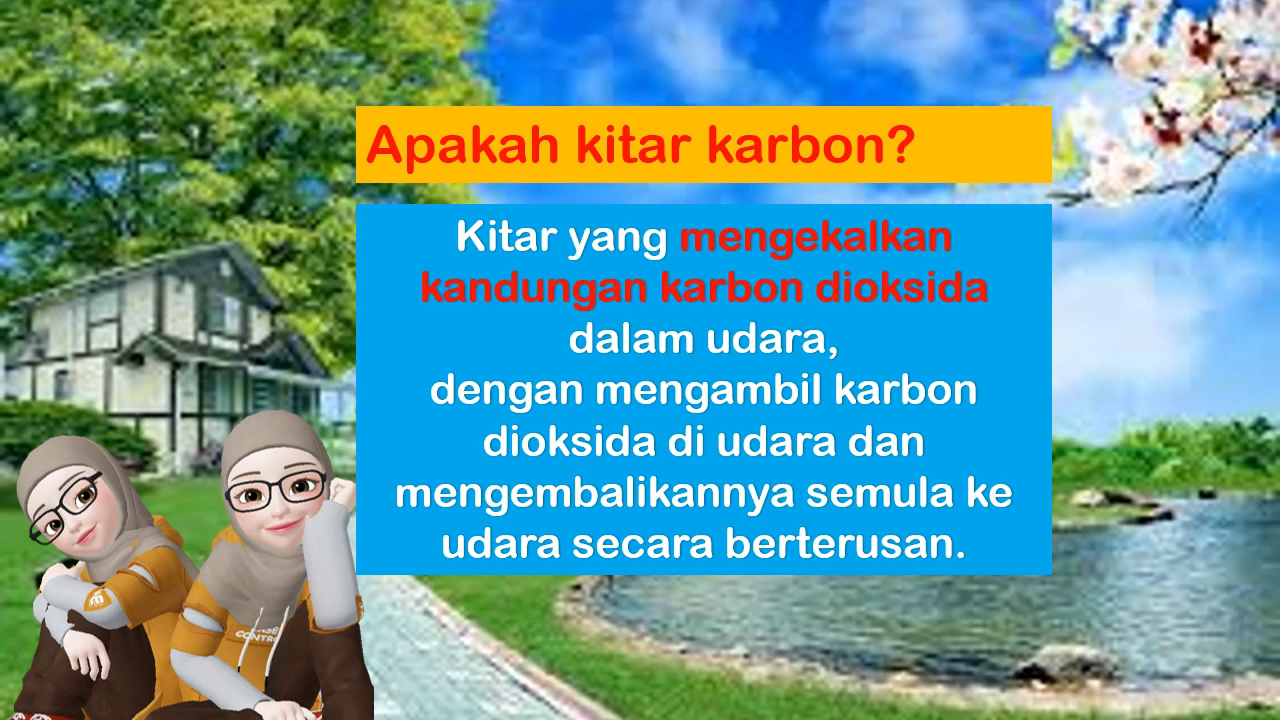 Apakah kitar karbon?
Kitar yang mengekalkan
kandungan karbon dioksida
dalam udara,
dengan mengambil karbon
dioksida di udara dan
mengembalikannya semula ke
udara secara berterusan.